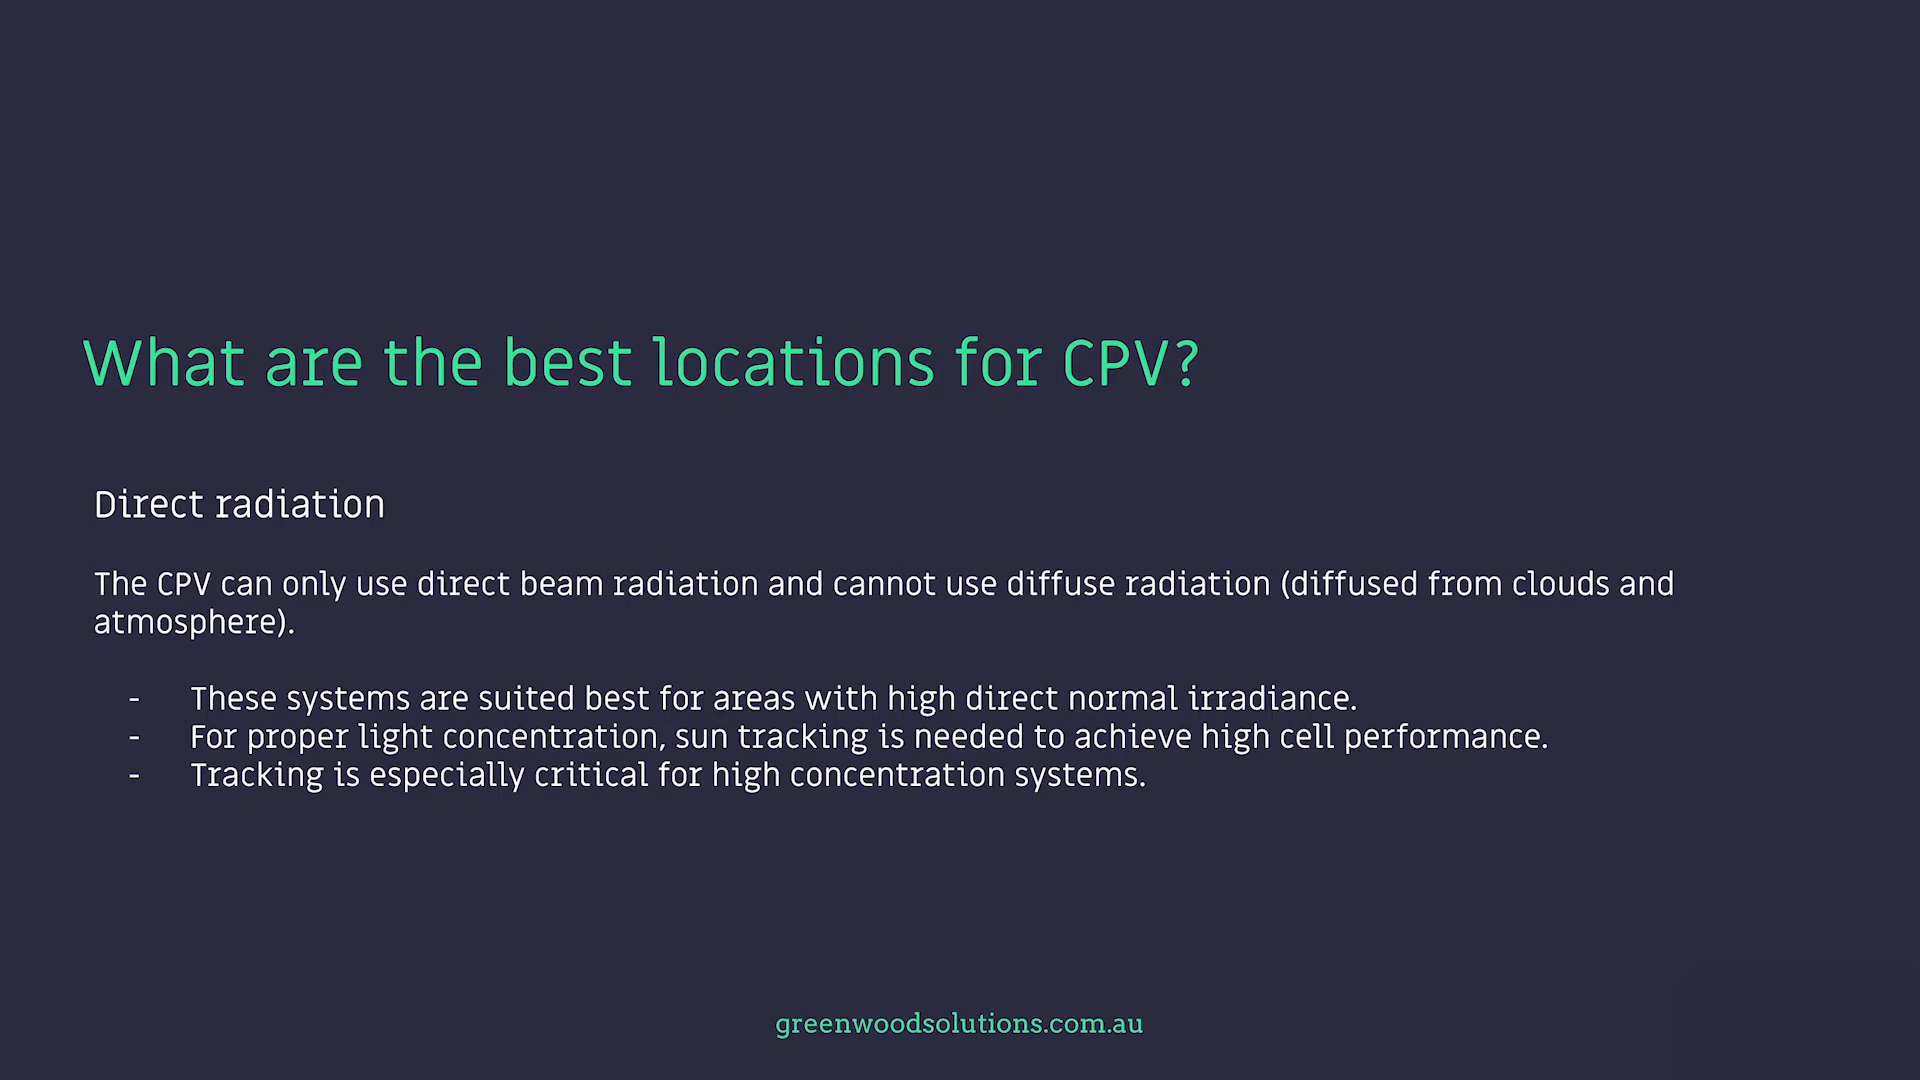 What are the best locations for CPV?
Direct radiation
The CPV can only use direct beam radiation and cannot use diffuse radiation (diffused from clouds and
atmosphere).
- These systems are suited best for areas with high direct normal irradiance.
- For proper light concentration, sun tracking is needed to achieve high cell performance.
- Tracking is especially critical for high concentration systems.
greenwoodsolutions.com.au